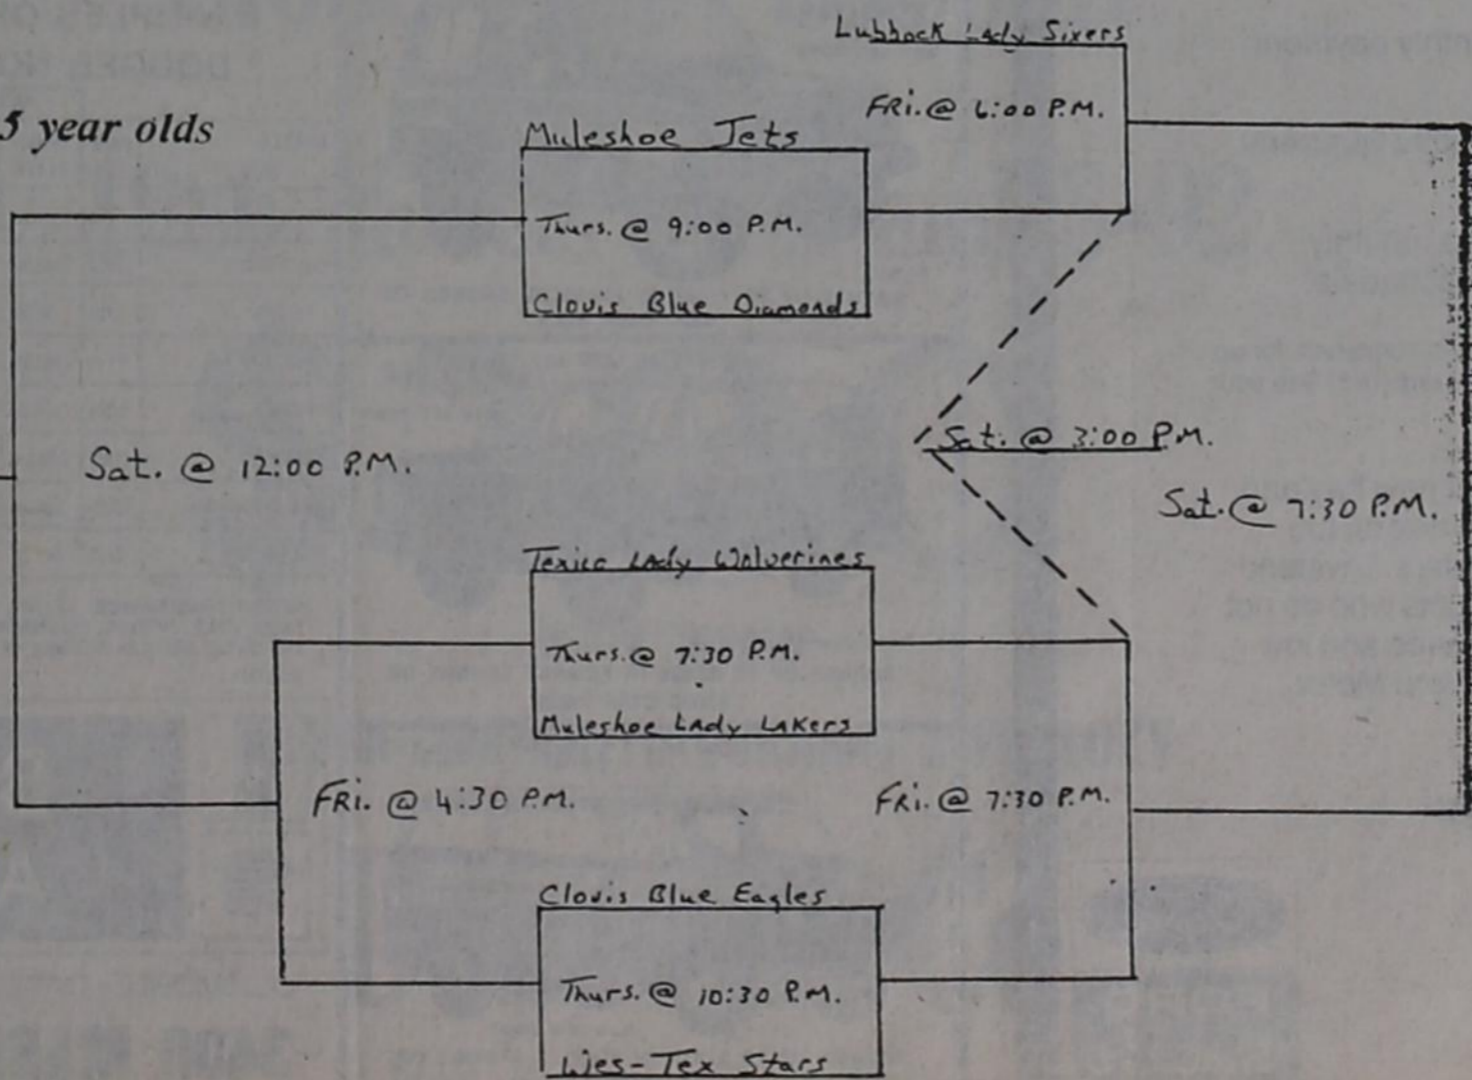 Lubbock Lady Sixers
FRi. @ 6:00 P.M.
5 year olds
Muleshoe Jets
Thurs. @ 9:00 P.M.
Clovis Blue Diamonds
Sat. @ 3:00 P.M.
Sat. @ 12:00 P.M.
Sat. @ 7:30 P.M.
Texico Lady Wolverines
Thurs. @ 7:30 P.M.
Muleshoe Lady Lakers
FRi. @ 4:30 P.M.
FRi. @ 7:30 P.M.
Clovis Blue Eagles
Thurs. @ 10:30 P.M.
Wes-Tex Stars